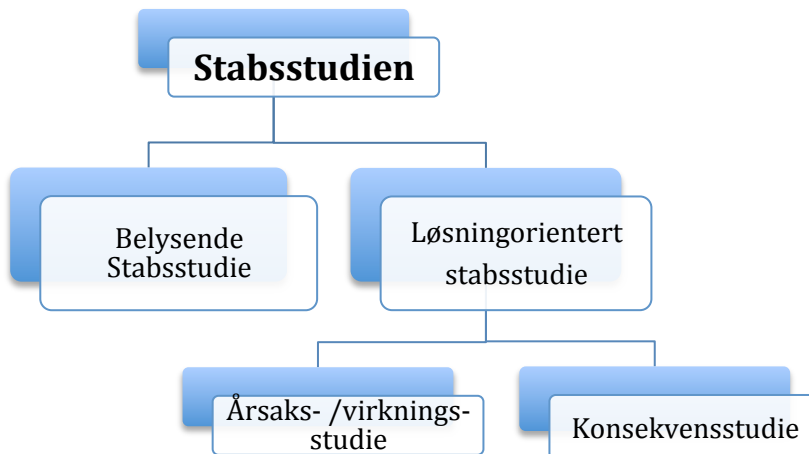 Stabsstudien
Belysende
Stabsstudie
Løsningorientert
stabsstudie
Årsaks- /virknings-
studie
Konsekvensstudie